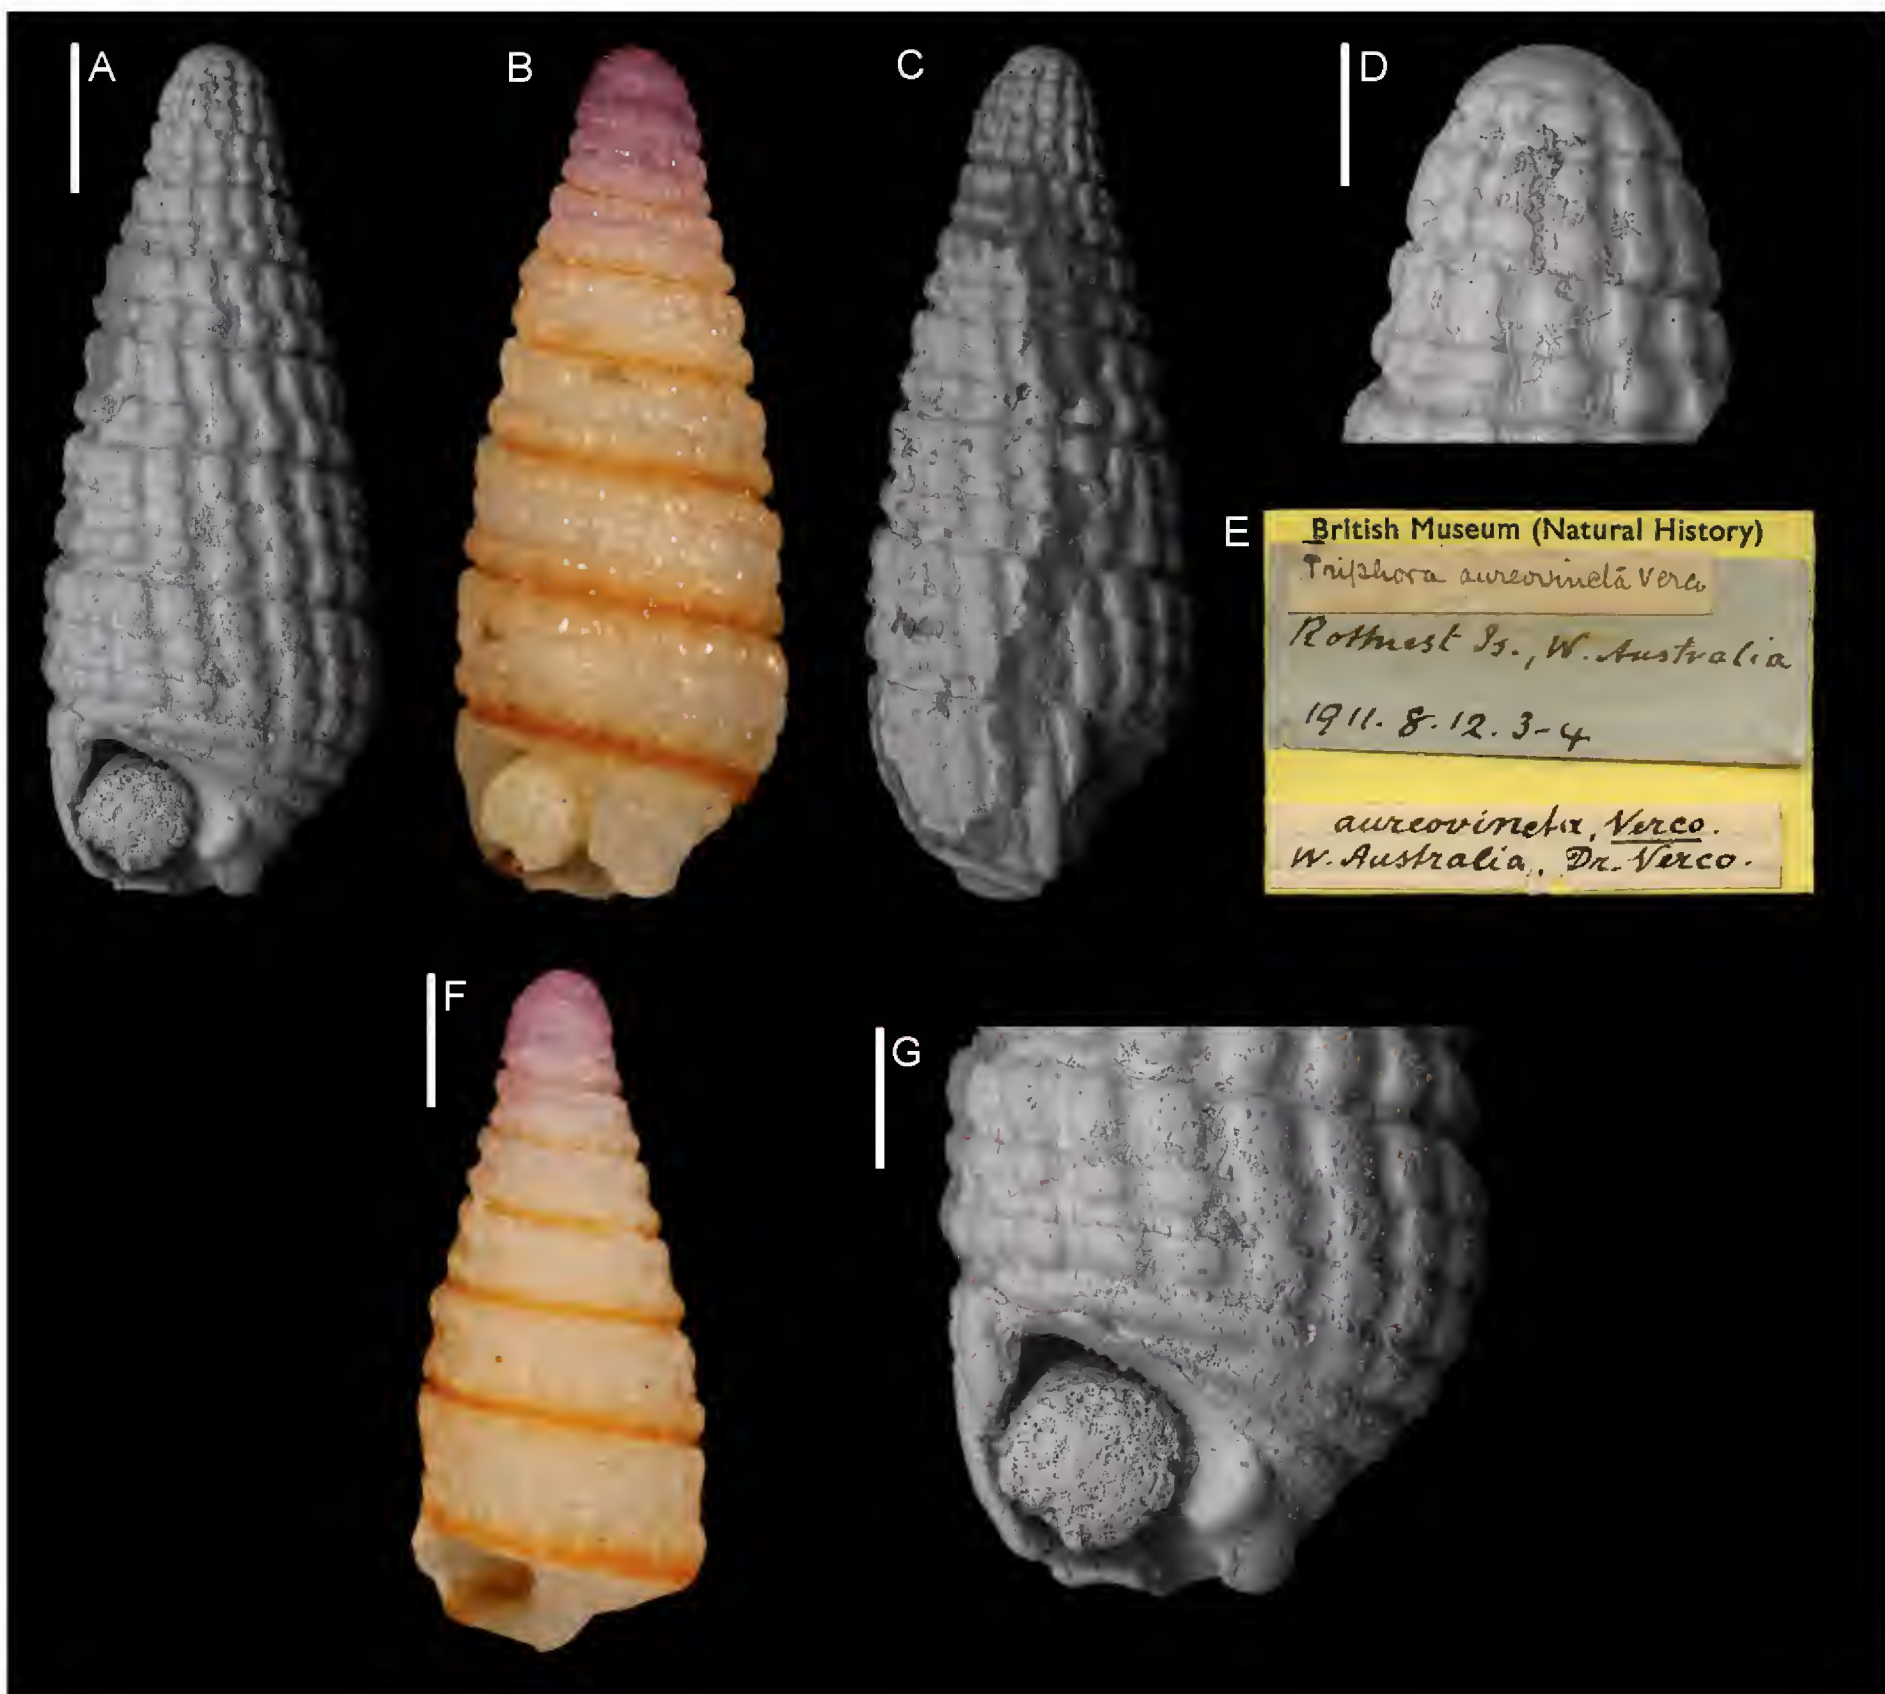 A
B
C
D
E
British Museum (Natural History)
Triphora aureovincta Verco
Rottnest Is., W. Australia
1911.8.12.3-4
aureovincta, Verco.
W. Australia, Dr. Verco.
F
G